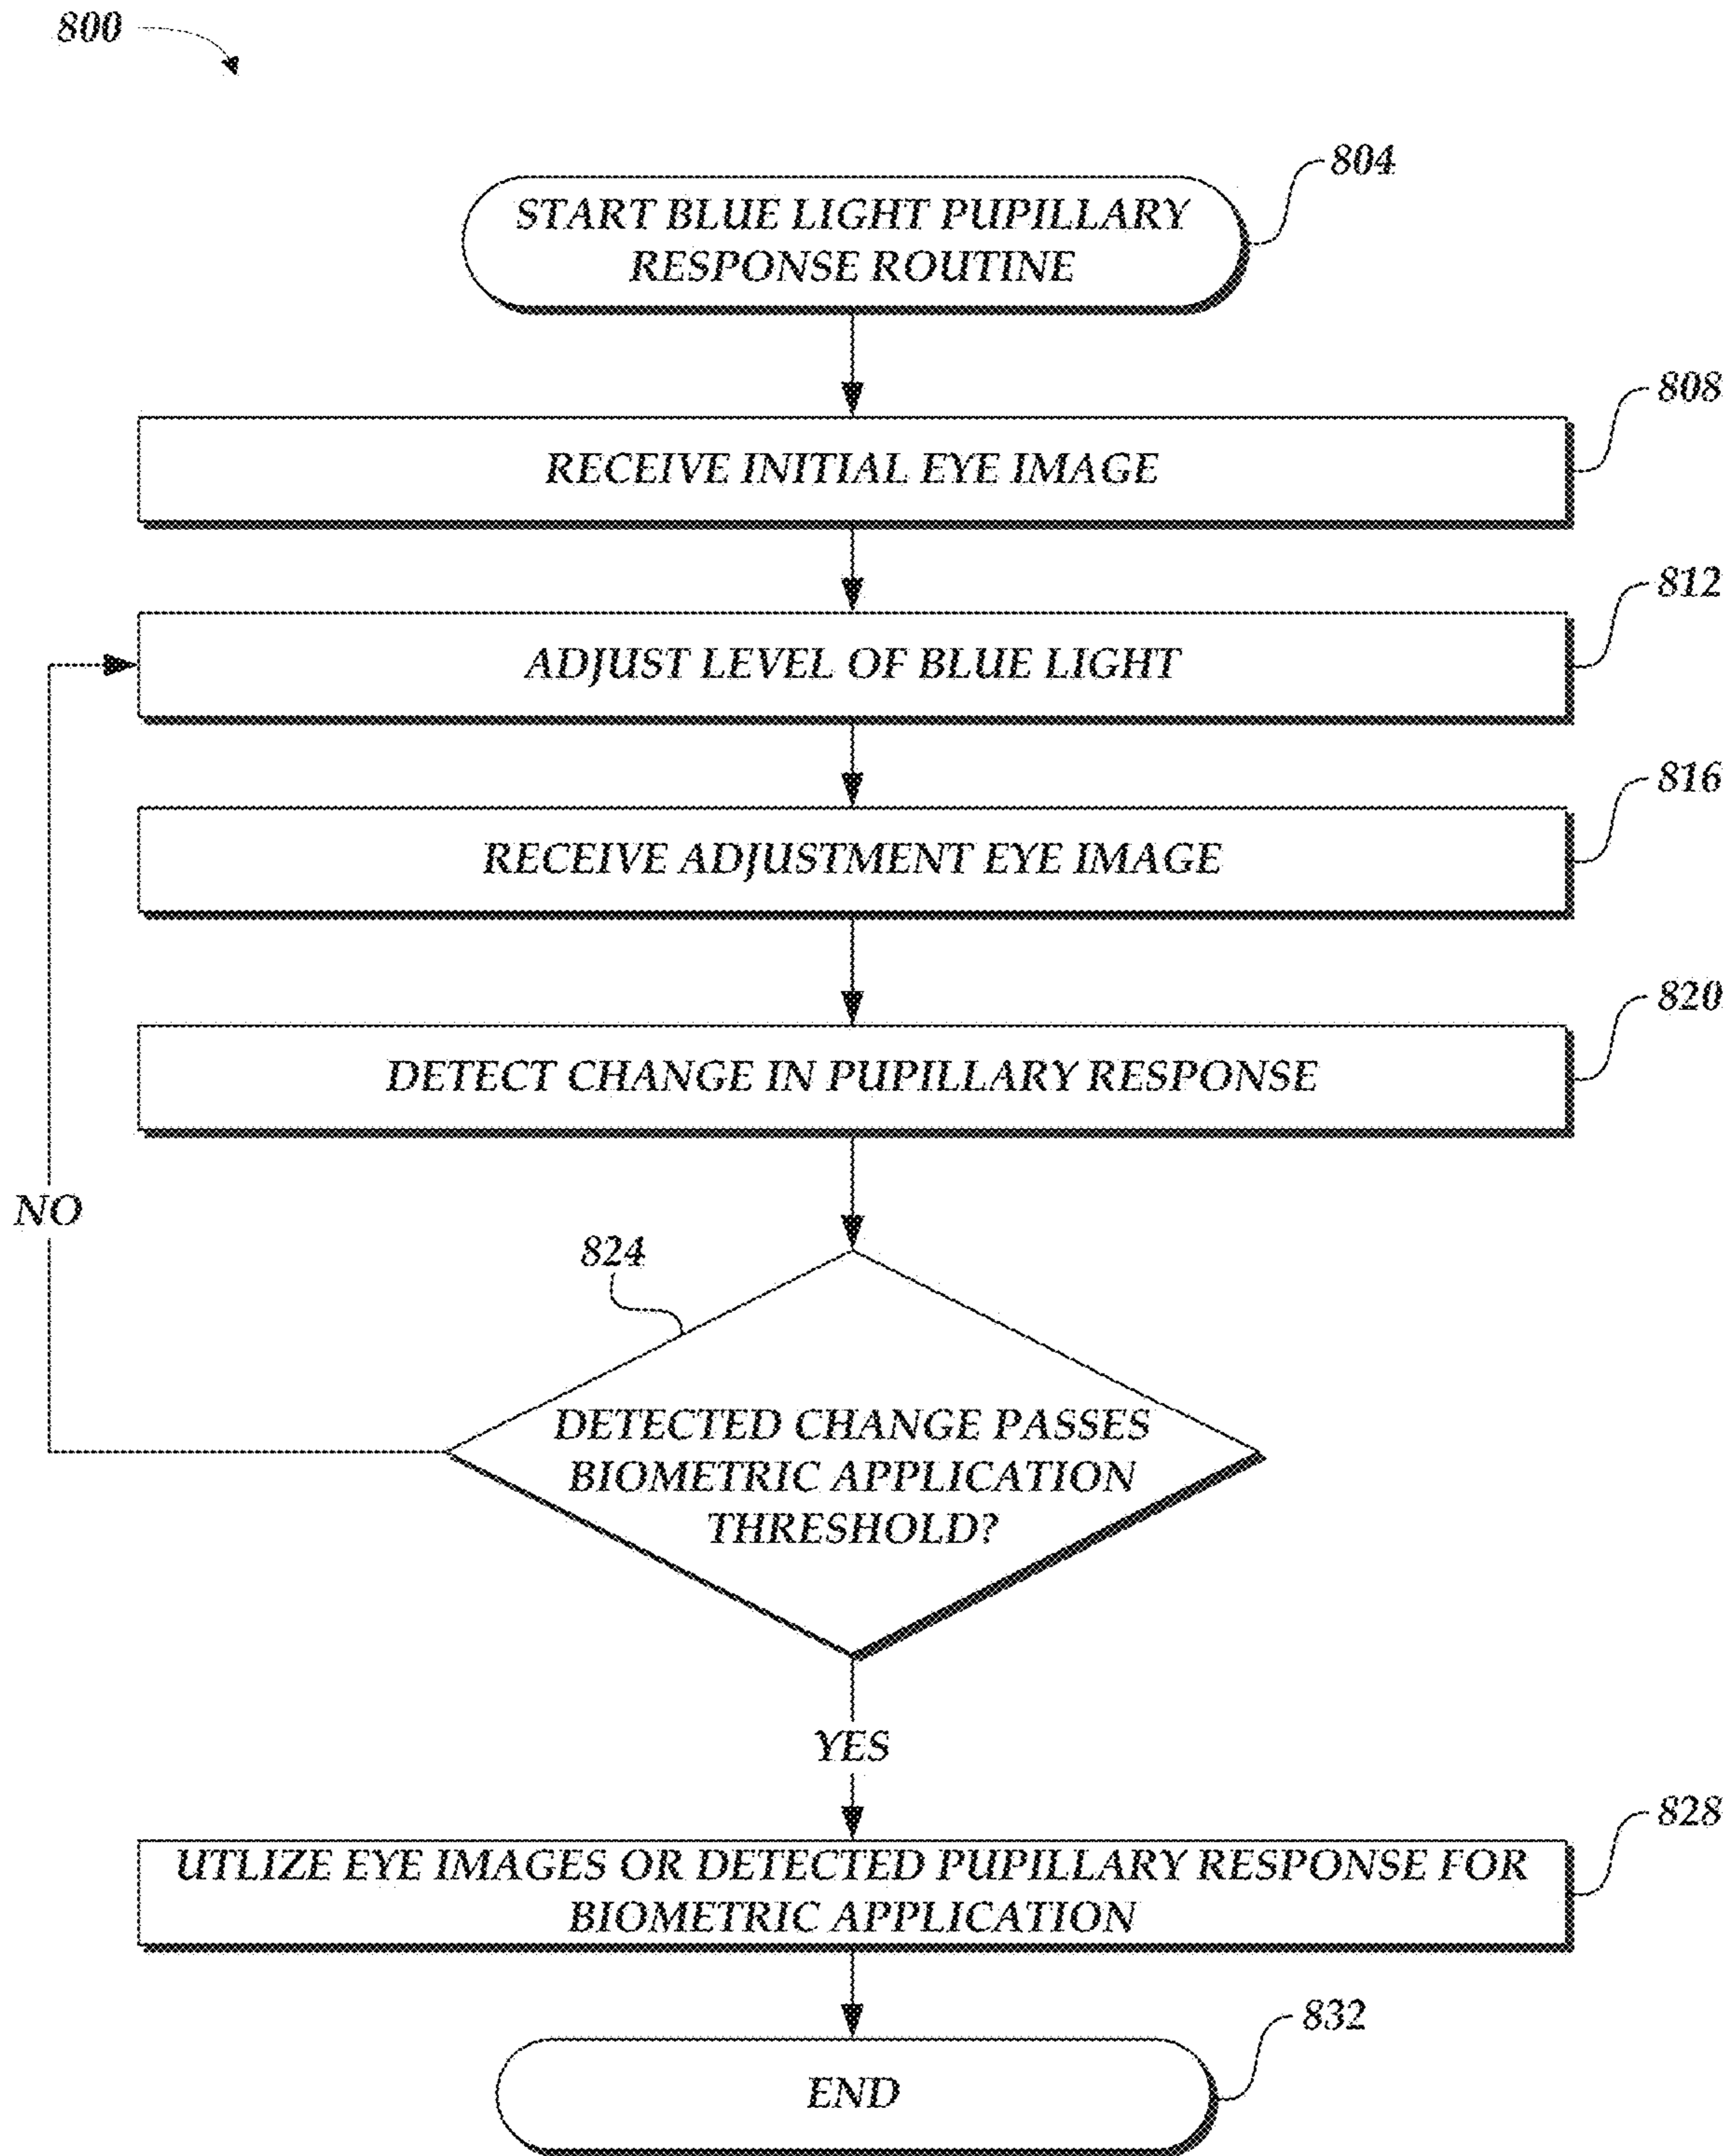 800
804
START BLUE LIGHT PUPILLARY
RESPONSE ROUTINE
808
RECEIVE INITIAL EYE IMAGE
812
ADJUST LEVEL OF BLUE LIGHT
816
RECEIVE ADJUSTMENT EYE IMAGE
820
DETECT CHANGE IN PUPILLARY RESPONSE
NO
824
DETECTED CHANGE PASSES
BIOMETRIC APPLICATION
THRESHOLD?
YES
828
UTLIZE EYE IMAGES OR DETECTED PUPILLARY RESPONSE FOR
BIOMETRIC APPLICATION
832
END